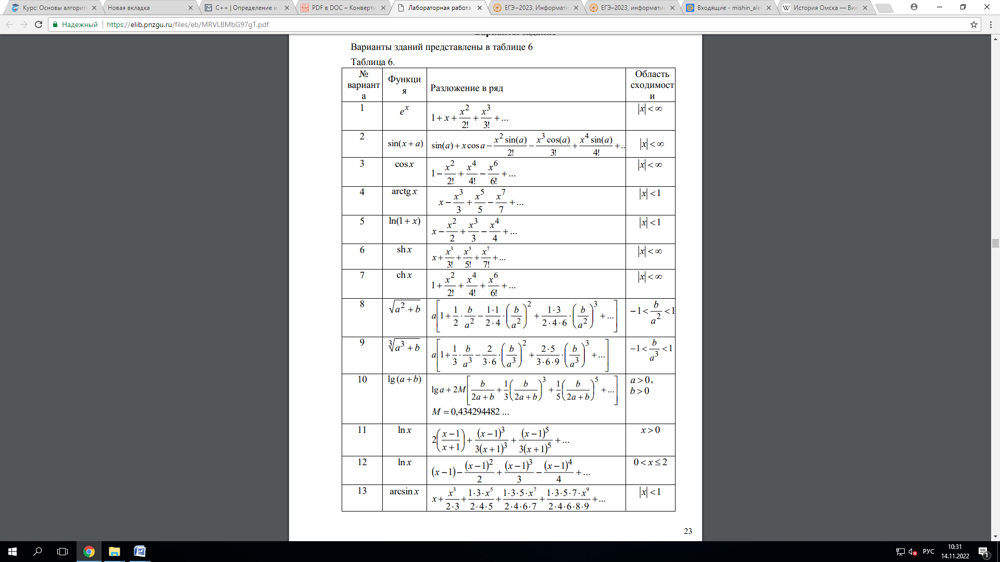 Курс: Основы алгорит
Новая вкладка
C++ | Определение и
PDF в DOC – Конверти
Лабораторная работа
ЕГЭ–2023, Информати
ЕГЭ–2023, информатик
Входящие - mishin_ale
История Омска — Вик
Надежный | https://elib.pnzgu.ru/files/eb/MRVLBMbG97gT.pdf
Варианты зданий представлены в таблице 6
Таблица 6.
№ варианта | Функция | Разложение в ряд | Область сходимости
1 | e^x | 1 + x + x^2/2! + x^3/3! + ... | |x| < ∞
2 | sin(x + a) | sin(a) + x cos a − x^2 sin(a)/2! − x^3 cos(a)/3! + x^4 sin(a)/4! + .. | |x| < ∞
3 | cos x | 1 − x^2/2! + x^4/4! − x^6/6! + ... | |x| < ∞
4 | arctg x | x − x^3/3 + x^5/5 − x^7/7 + ... | |x| < 1
5 | ln(1 + x) | x − x^2/2 + x^3/3 − x^4/4 + ... | |x| < 1
6 | sh x | x + x^3/3! + x^5/5! + x^7/7! + ... | |x| < ∞
7 | ch x | 1 + x^2/2! + x^4/4! + x^6/6! + ... | |x| < ∞
8 | √(a^2 + b) | a[1 + 1/2 · b/a^2 − (1·1)/(2·4) · (b/a^2)^2 + (1·3)/(2·4·6) · (b/a^2)^3 + ...] | −1 < b/a^2 < 1
9 | ∛(a^3 + b) | a[1 + 1/3 · b/a^3 − 2/(3·6) · (b/a^3)^2 + (2·5)/(3·6·9) · (b/a^3)^3 + ...] | −1 < b/a^3 < 1
10 | lg(a + b) | lg a + 2M[b/(2a + b) + 1/3 (b/(2a + b))^3 + 1/5 (b/(2a + b))^5 + ...] | a > 0,
M = 0,434294482 ... | b > 0
11 | ln x | 2((x − 1)/(x + 1)) + (x − 1)^3/3(x + 1)^3 + (x − 1)^5/3(x + 1)^5 + ... | x > 0
12 | ln x | (x − 1) − (x − 1)^2/2 + (x − 1)^3/3 − (x − 1)^4/4 + ... | 0 < x ≤ 2
13 | arcsin x | x + x^3/(2·3) + (1·3·x^5)/(2·4·5) + (1·3·5·x^7)/(2·4·6·7) + (1·3·5·7·x^9)/(2·4·6·8·9) + ... | |x| < 1
23
РУС
10:31
14.11.2022
1